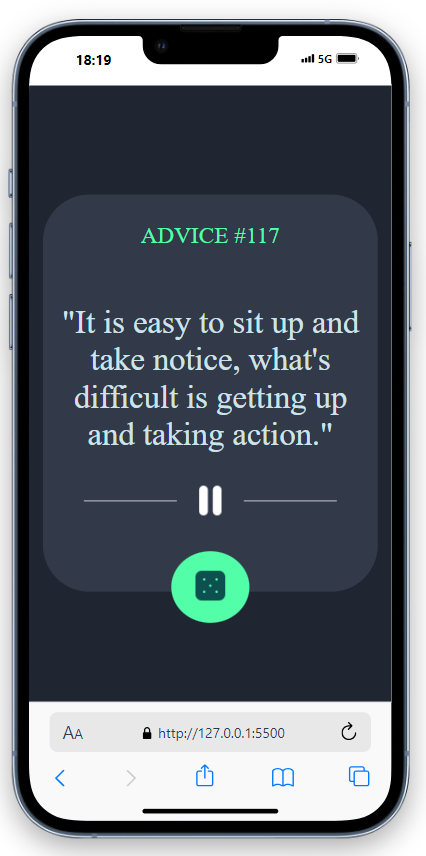 18:19
5G
ADVICE #117
"It is easy to sit up and
take notice, what's
difficult is getting up
and taking action."
AA
http://127.0.0.1:5500